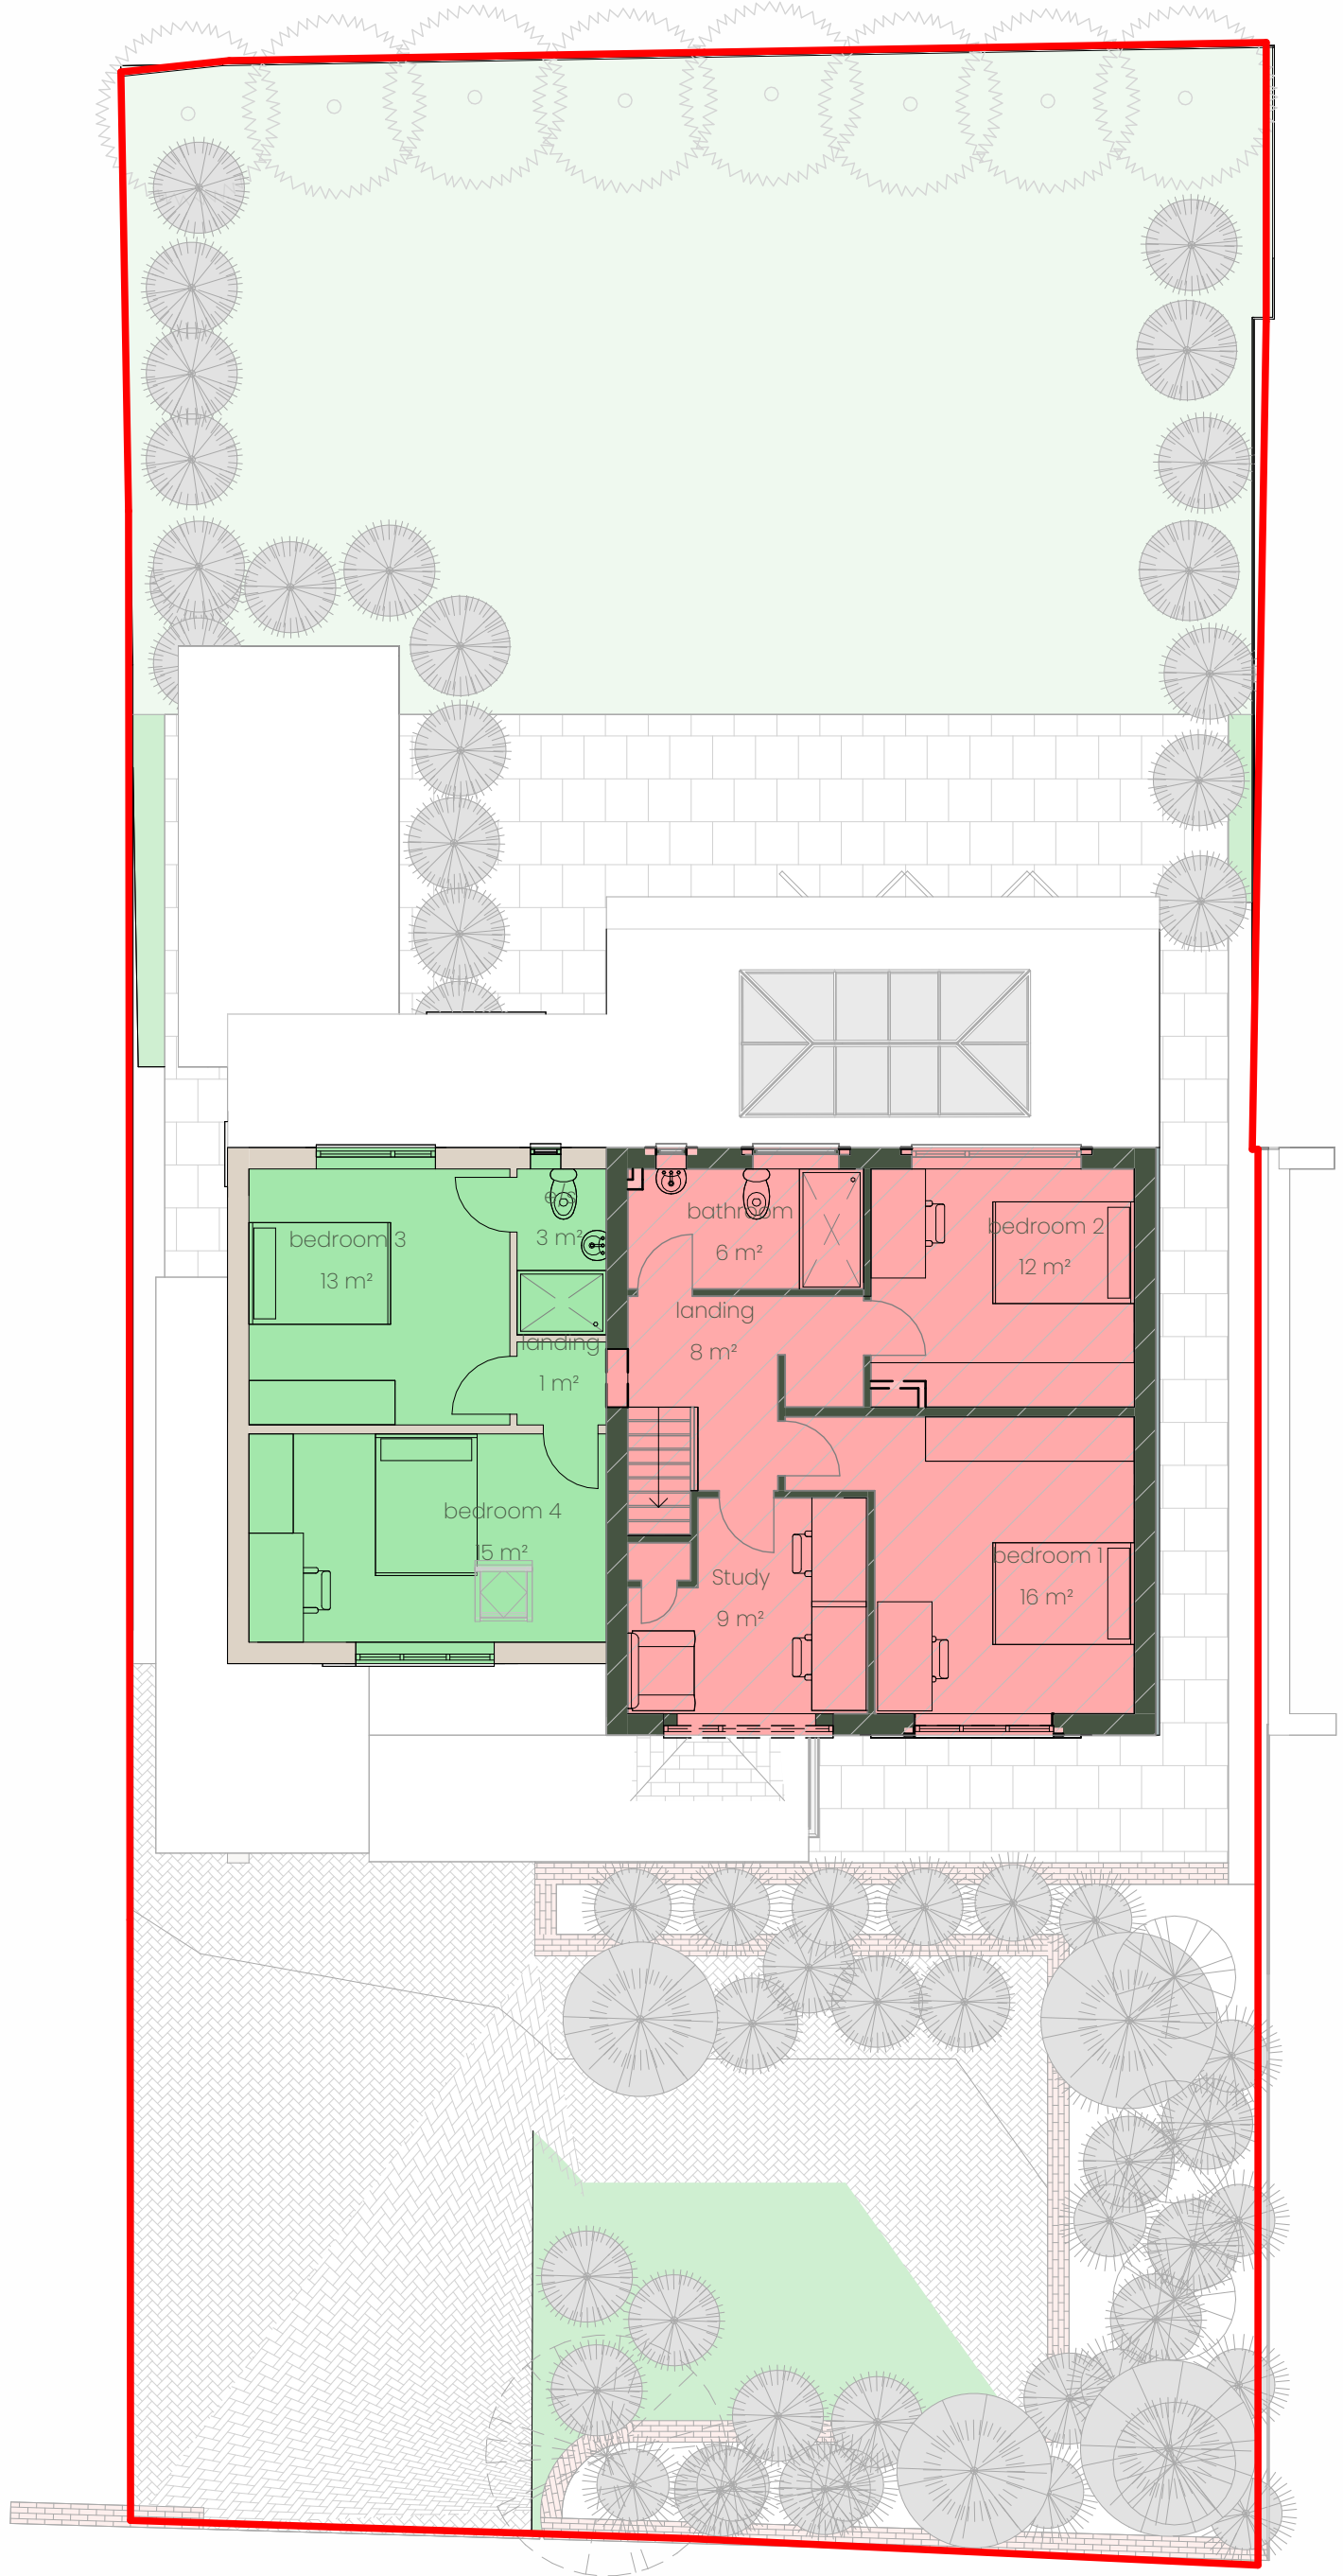 bedroom 3
13 m²
3 m²
bathroom
6 m²
bedroom 2
12 m²
landing
8 m²
landing
1 m²
bedroom 4
15 m²
Study
9 m²
bedroom 1
16 m²